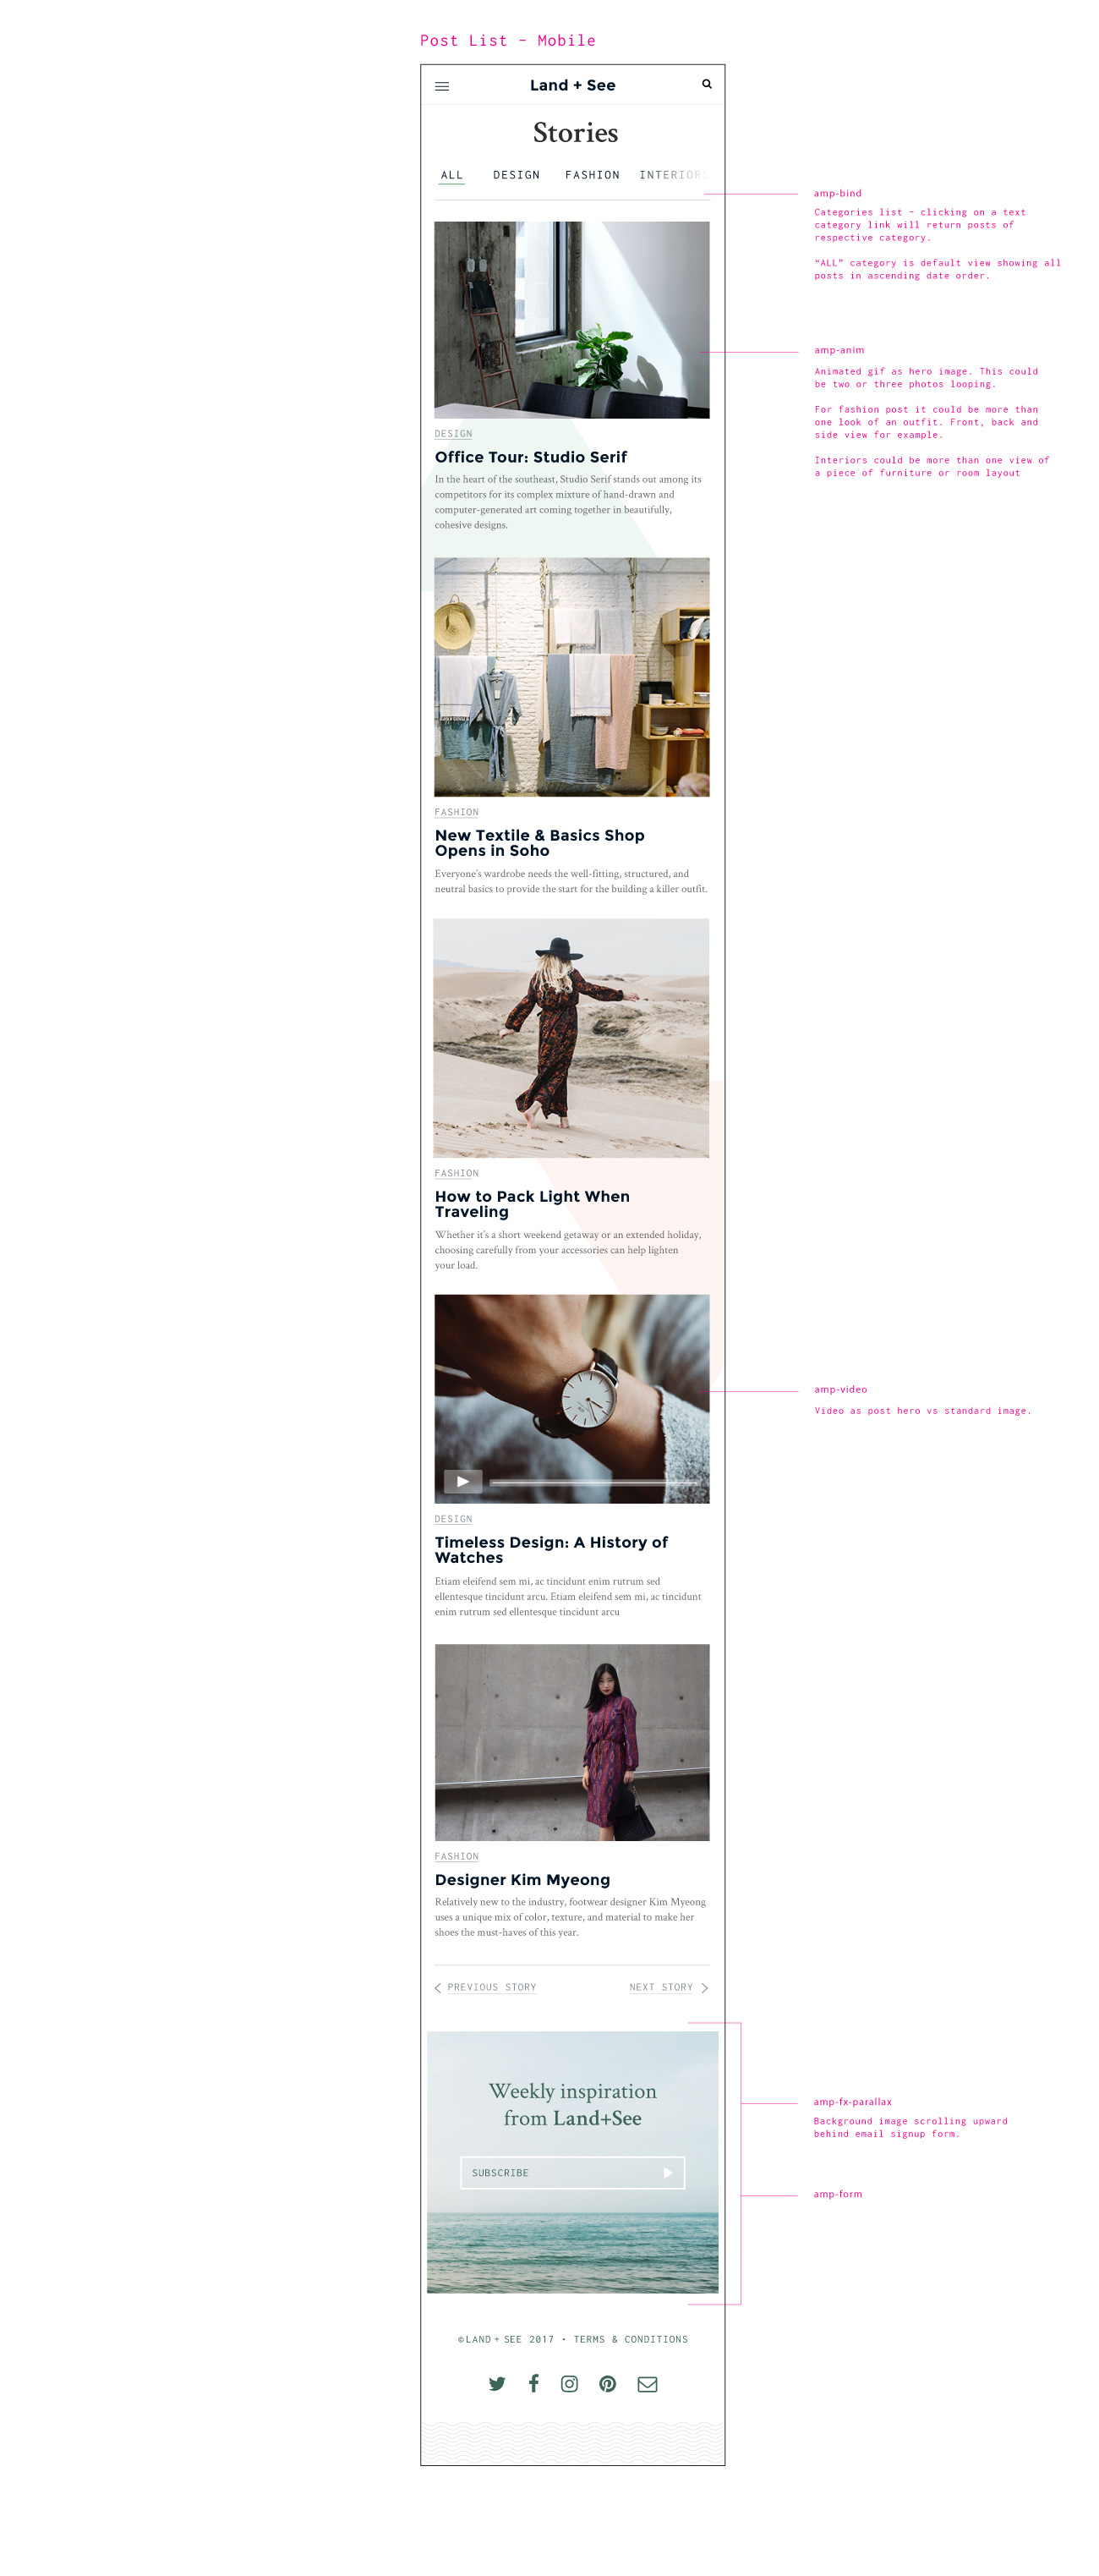 Post List – Mobile
Land + See
Stories
ALL DESIGN FASHION INTERIORS
amp-bind
Categories list – clicking on a text
category link will return posts of
respective category.
“ALL” category is default view showing all
posts in ascending date order.
amp-anim
Animated gif as hero image. This could
be two or three photos looping.
For fashion post it could be more than
one look of an outfit. Front, back and
side view for example.
Interiors could be more than one view of
a piece of furniture or room layout
DESIGN
Office Tour: Studio Serif
In the heart of the southeast, Studio Serif stands out among its
competitors for its complex mixture of hand-drawn and
computer-generated art coming together in beautifully,
cohesive designs.
FASHION
New Textile & Basics Shop
Opens in Soho
Everyone’s wardrobe needs the well-fitting, structured, and
neutral basics to provide the start for the building a killer outfit.
FASHION
How to Pack Light When
Traveling
Whether it’s a short weekend getaway or an extended holiday,
choosing carefully from your accessories can help lighten
your load.
amp-video
Video as post hero vs standard image.
DESIGN
Timeless Design: A History of
Watches
Etiam eleifend sem mi, ac tincidunt enim rutrum sed
ellentesque tincidunt arcu. Etiam eleifend sem mi, ac tincidunt
enim rutrum sed ellentesque tincidunt arcu
FASHION
Designer Kim Myeong
Relatively new to the industry, footwear designer Kim Myeong
uses a unique mix of color, texture, and material to make her
shoes the must-haves of this year.
PREVIOUS STORY NEXT STORY
Weekly inspiration
from Land+See
SUBSCRIBE
amp-fx-parallax
Background image scrolling upward
behind email signup form.
amp-form
©LAND + SEE 2017 • TERMS & CONDITIONS